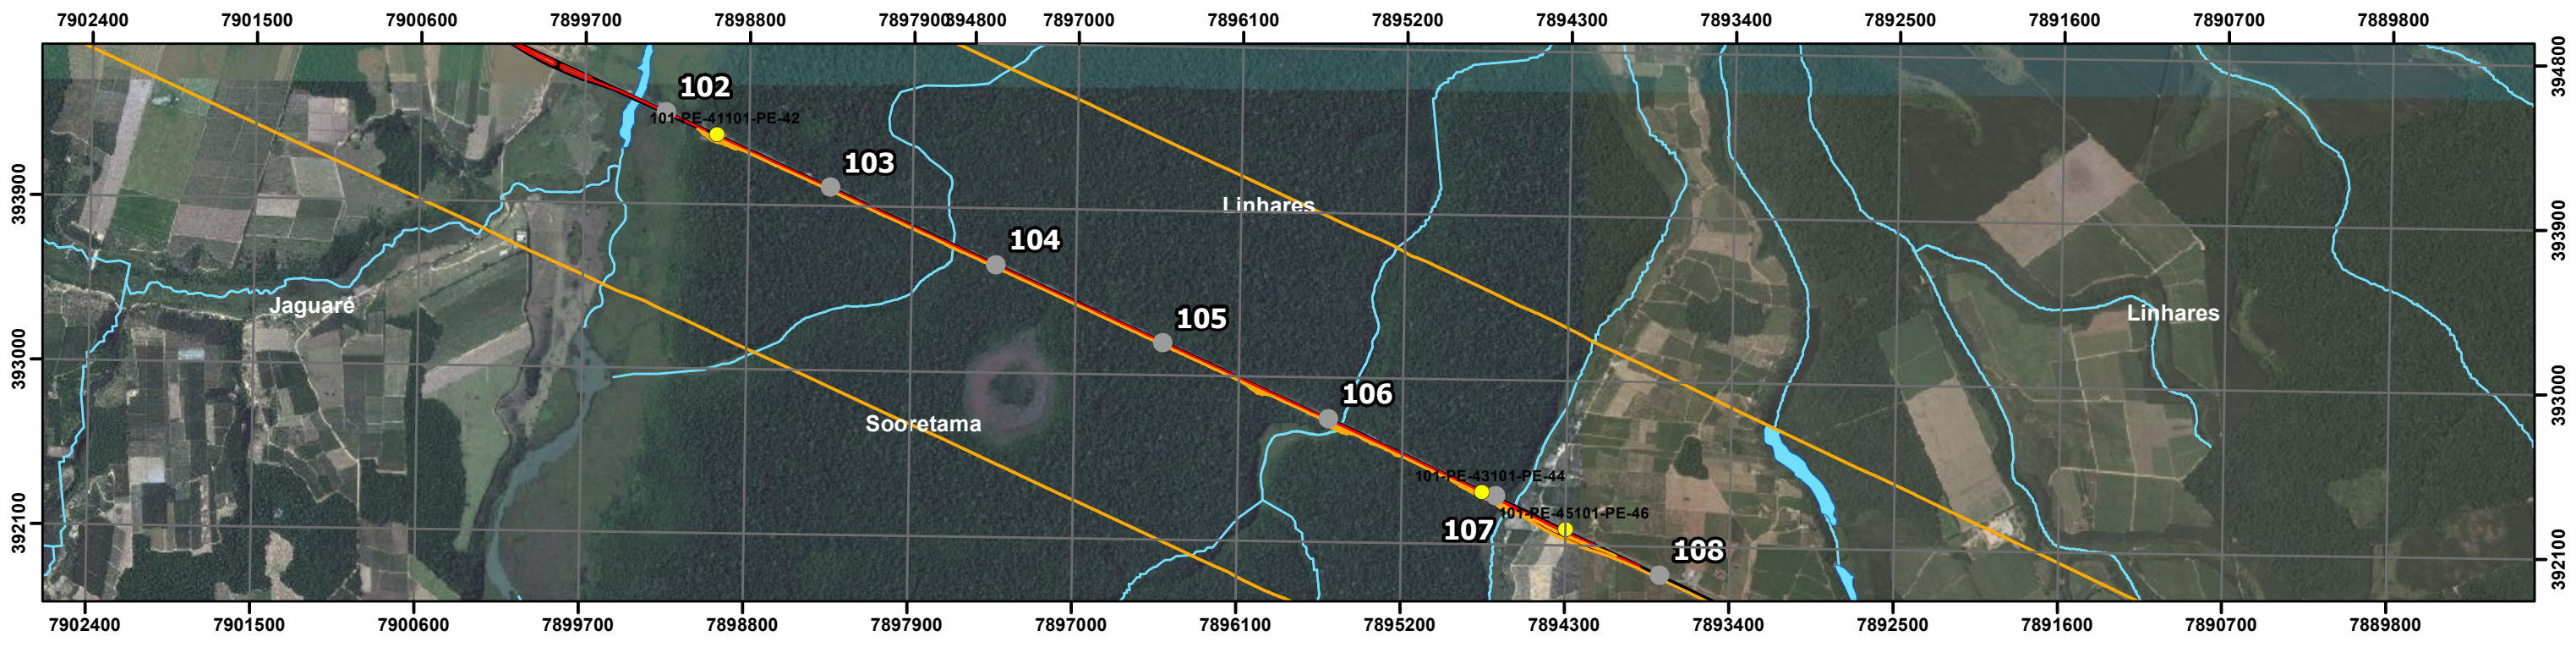 7902400 7901500 7900600 7899700 7898800 7897900 394800 7897000 7896100 7895200 7894300 7893400 7892500 7891600 7890700 7889800
394800
102
101-PE-41101-PE-42
103
393900
Linhares
393900
104
Jaguaré
105
Linhares
393000
106
393000
Sooretama
101-PE-43101-PE-44
101-PE-45101-PE-46
107
392100
108
392100
7902400 7901500 7900600 7899700 7898800 7897900 7897000 7896100 7895200 7894300 7893400 7892500 7891600 7890700 7889800